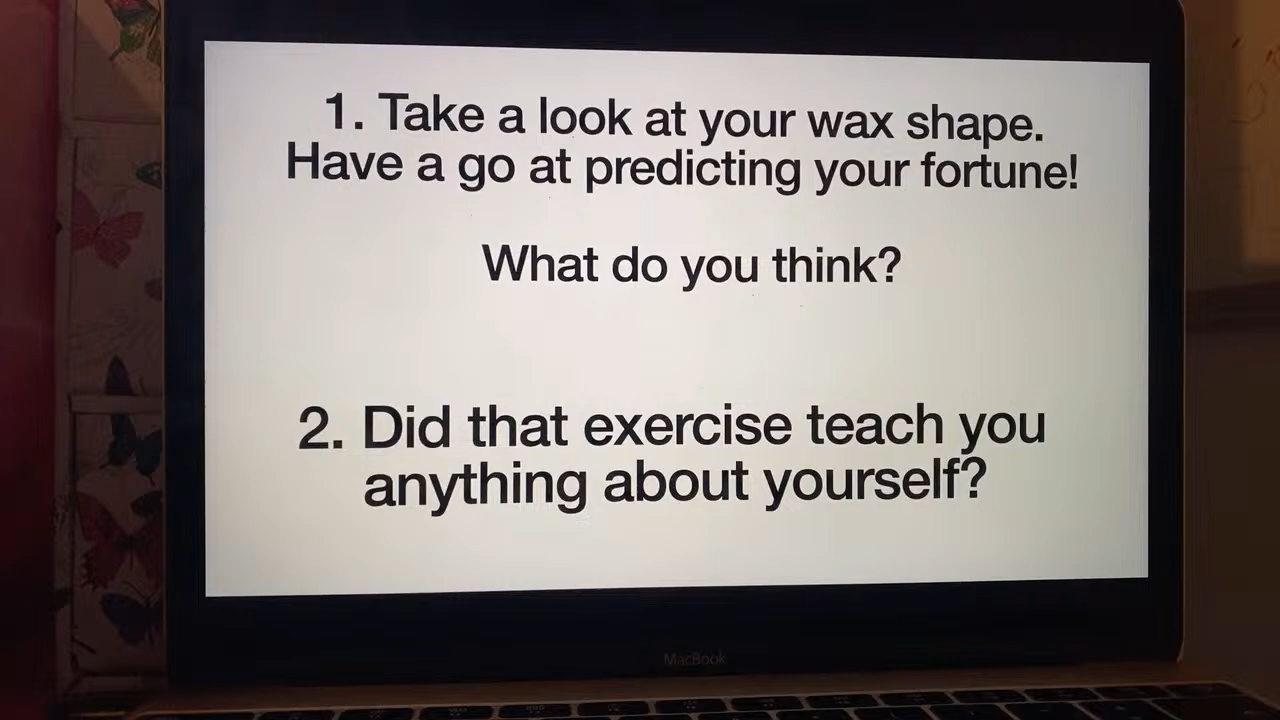 1. Take a look at your wax shape.
Have a go at predicting your fortune!
What do you think?
2. Did that exercise teach you
anything about yourself?
MacBook